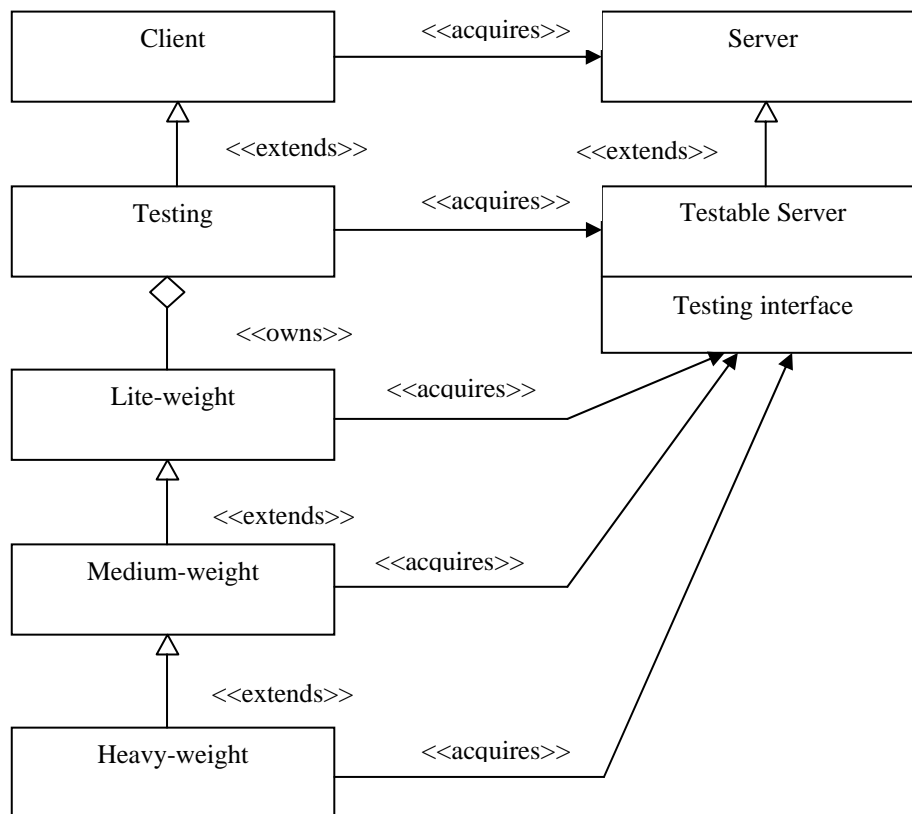 Client
<<acquires>>
Server
<<extends>>
<<extends>>
Testing
<<acquires>>
Testable Server
Testing interface
<<owns>>
Lite-weight
<<acquires>>
<<extends>>
Medium-weight
<<acquires>>
<<extends>>
Heavy-weight
<<acquires>>